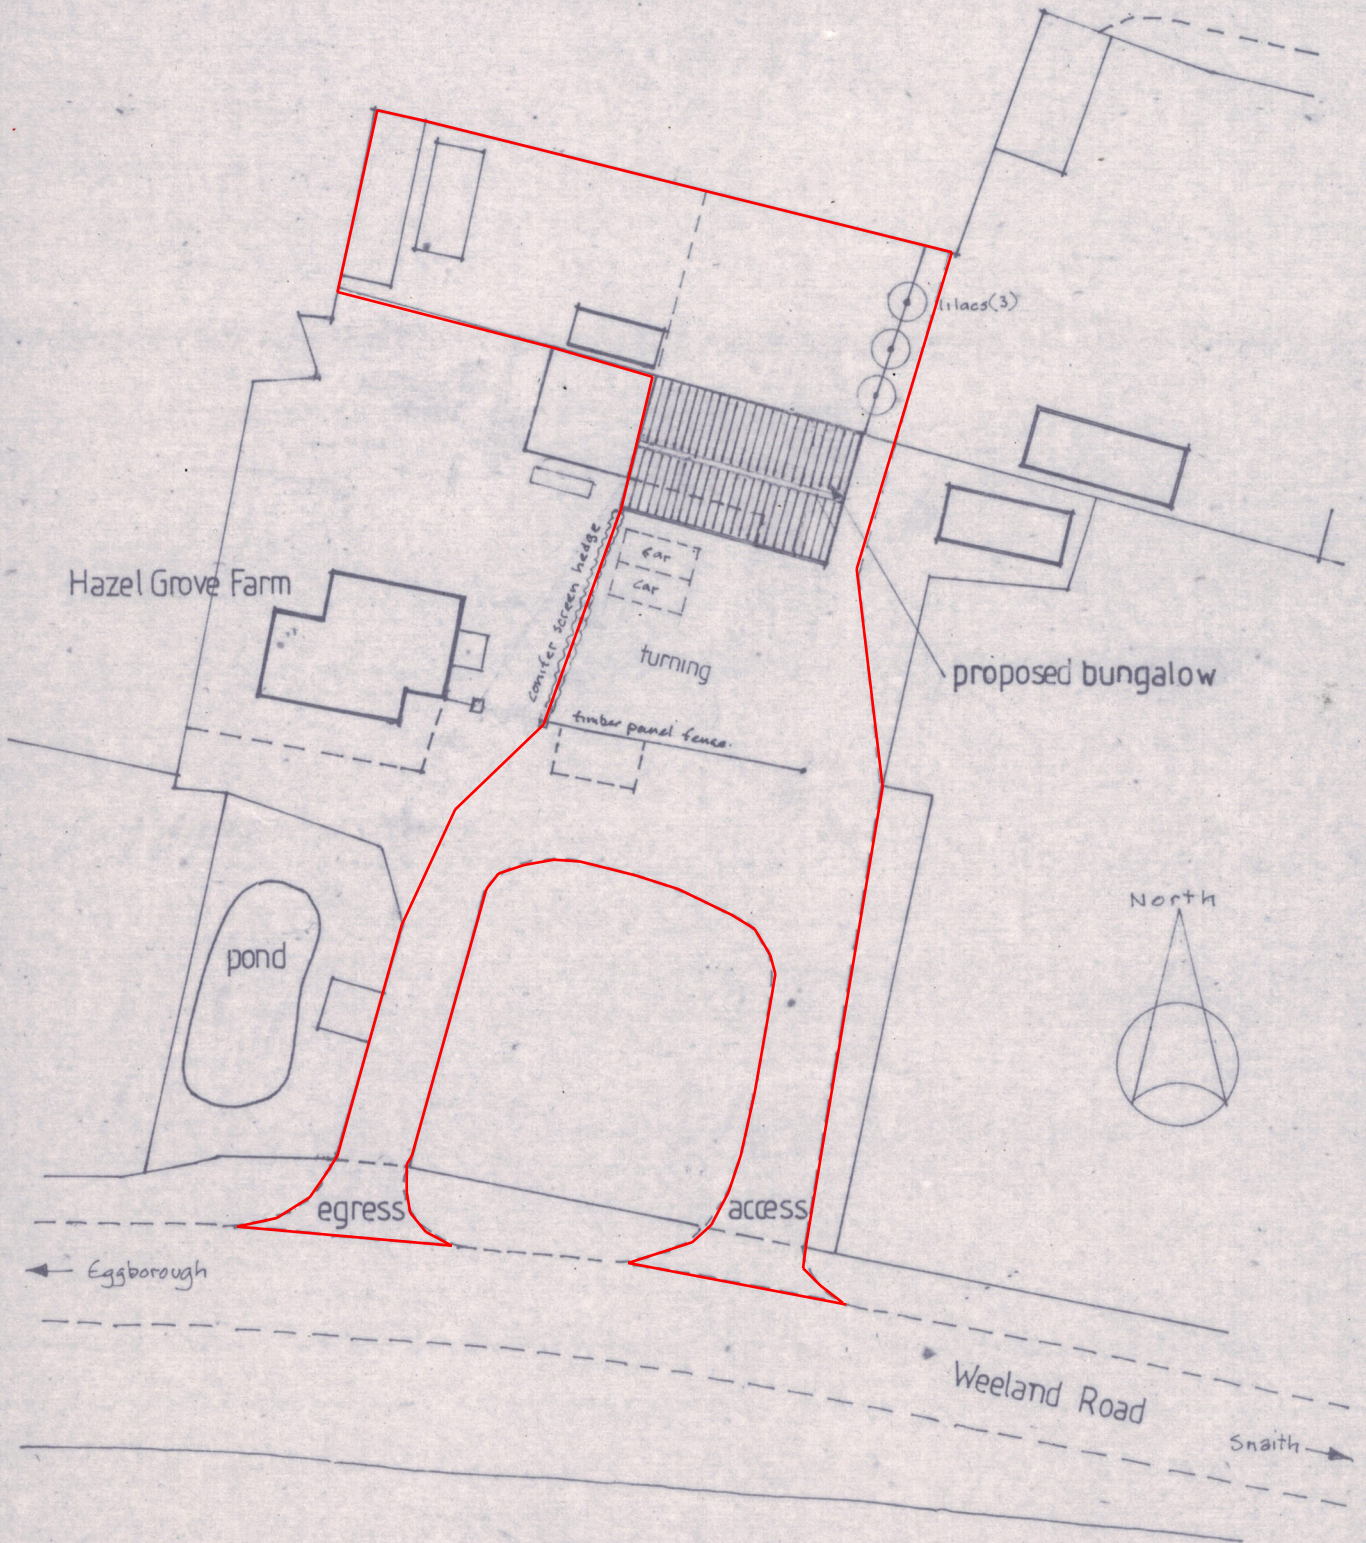 lilacs(3)
Hazel Grove Farm
conifer screen hedge
car
car
turning
proposed bungalow
timber panel fence.
North
pond
egress
access
Eggborough
Weeland Road
Snaith